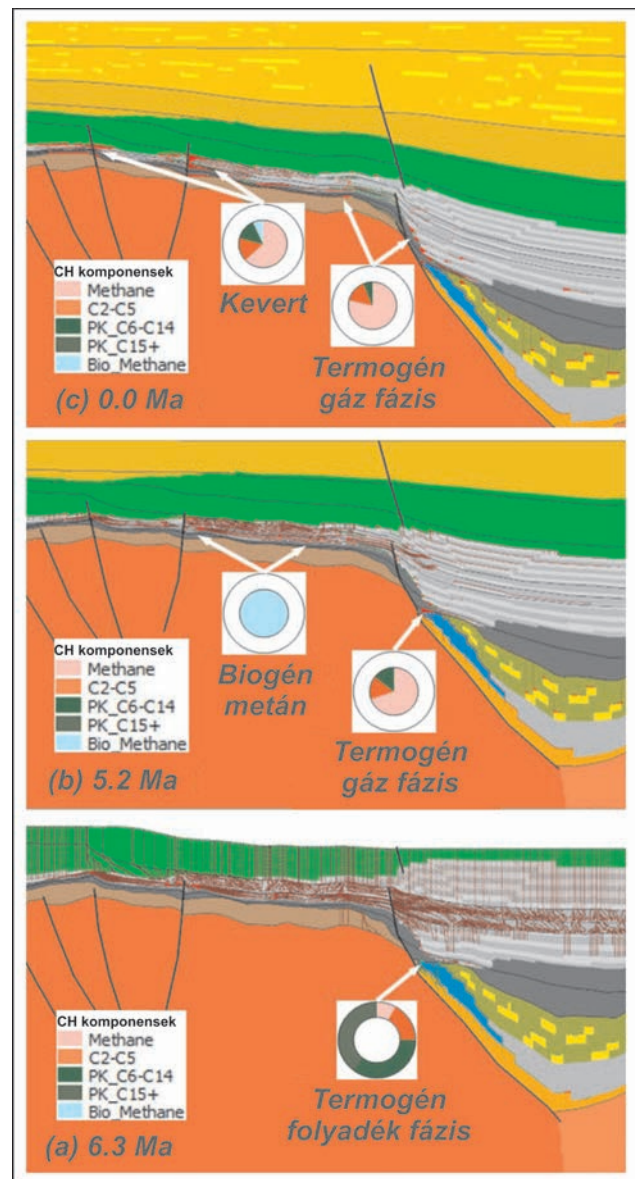 CH komponensek
Methane
C2-C5
PK_C6-C14
PK_C15+
Bio_Methane
Kevert
Termogén
gáz fázis
(c) 0.0 Ma
CH komponensek
Methane
C2-C5
PK_C6-C14
PK_C15+
Bio_Methane
Biogén
metán
Termogén
gáz fázis
(b) 5.2 Ma
CH komponensek
Methane
C2-C5
PK_C6-C14
PK_C15+
Bio_Methane
Termogén
folyadék fázis
(a) 6.3 Ma